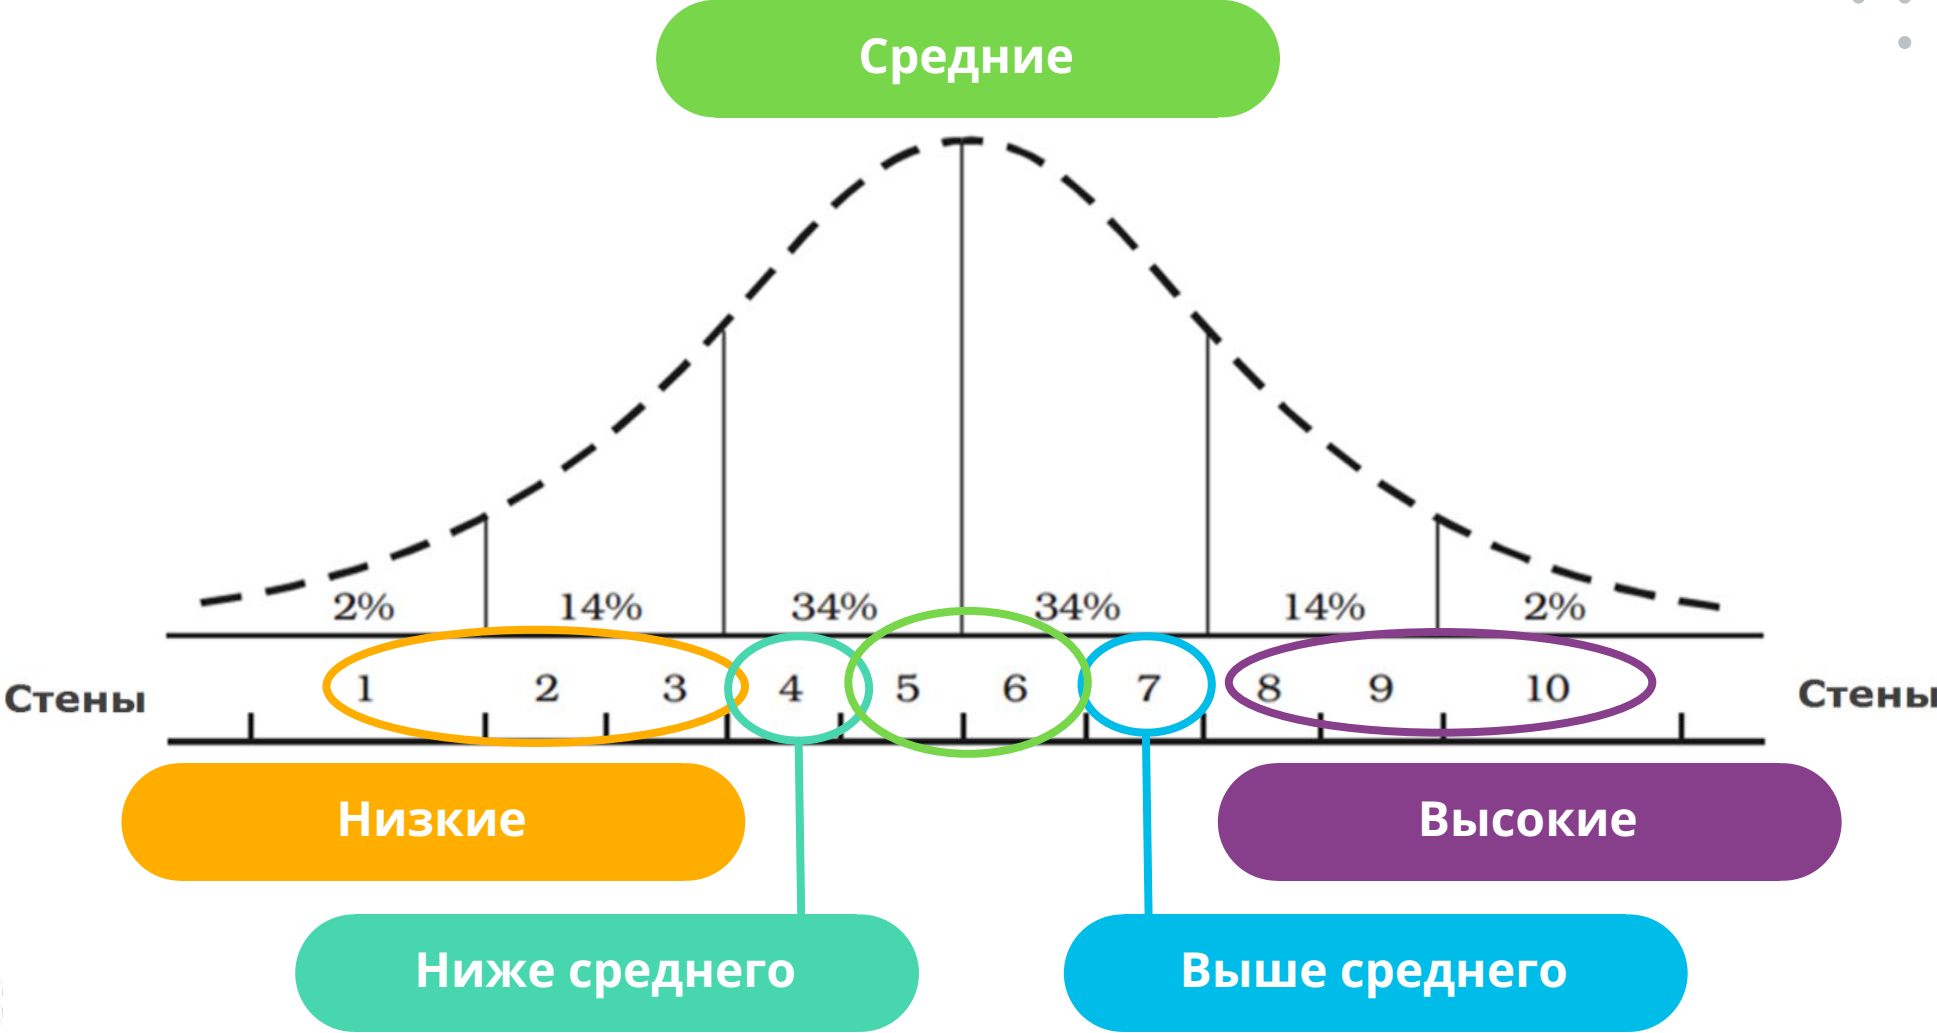 Средние
2% 14% 34% 34% 14% 2%
Стены 1 2 3 4 5 6 7 8 9 10 Стены
Низкие Высокие
Ниже среднего Выше среднего